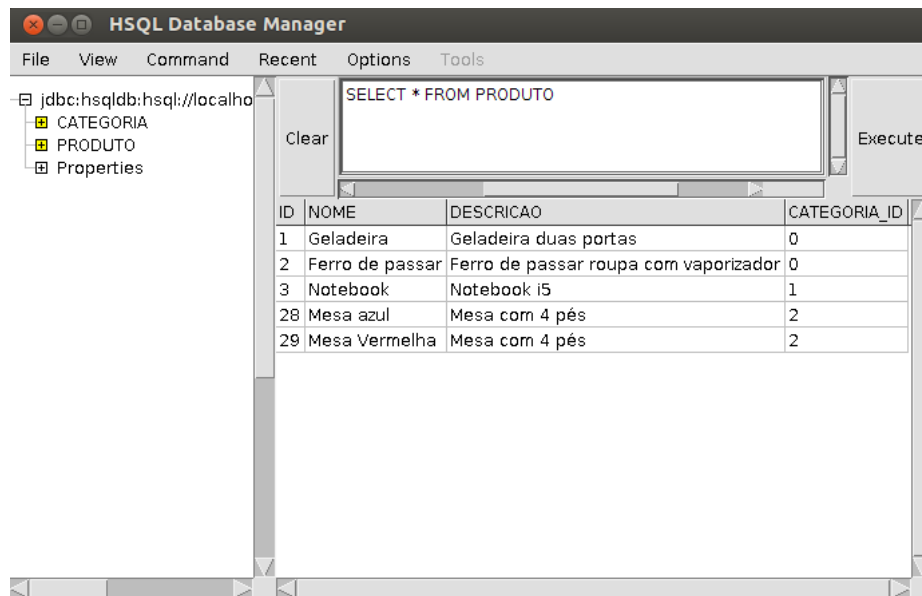 HSQL Database Manager
File View Command Recent Options Tools
jdbc:hsqldb:hsql://localho
CATEGORIA
PRODUTO
Properties
Clear
SELECT * FROM PRODUTO
Execute
ID NOME DESCRICAO CATEGORIA_ID
1 Geladeira Geladeira duas portas 0
2 Ferro de passar Ferro de passar roupa com vaporizador 0
3 Notebook Notebook i5 1
28 Mesa azul Mesa com 4 pés 2
29 Mesa Vermelha Mesa com 4 pés 2